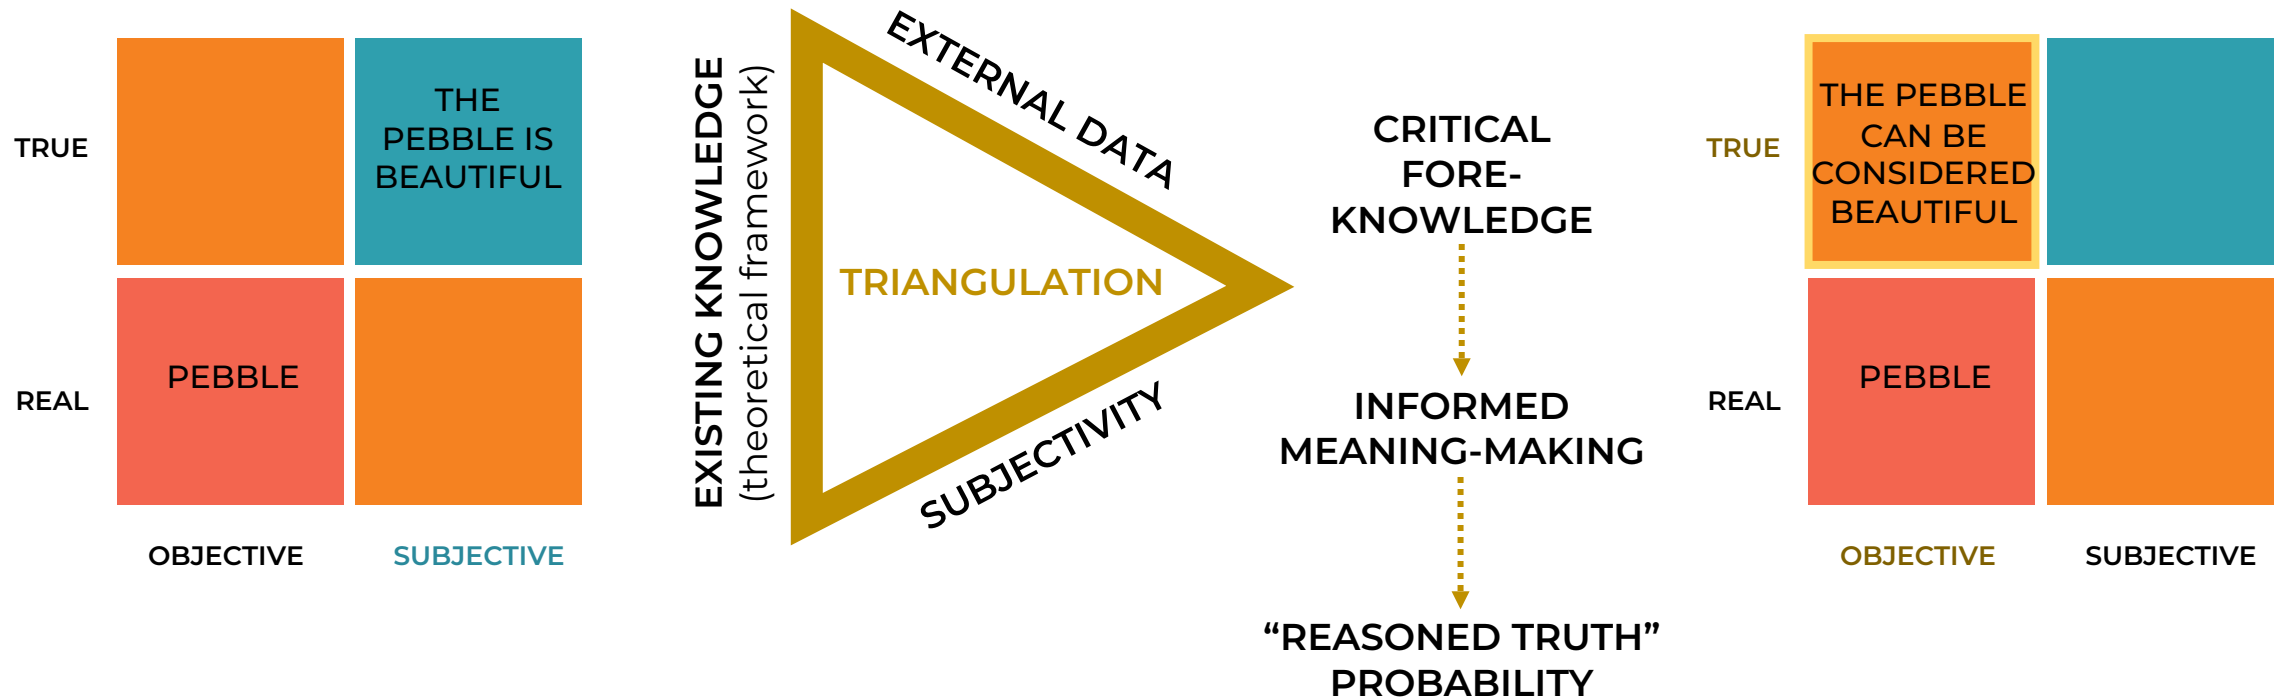 TRUE
REAL
THE
PEBBLE IS
BEAUTIFUL
PEBBLE
OBJECTIVE
SUBJECTIVE
EXISTING KNOWLEDGE
(theoretical framework)
EXTERNAL DATA
TRIANGULATION
SUBJECTIVITY
CRITICAL
FORE-
KNOWLEDGE
INFORMED
MEANING-MAKING
“REASONED TRUTH”
PROBABILITY
TRUE
REAL
THE PEBBLE
CAN BE
CONSIDERED
BEAUTIFUL
PEBBLE
OBJECTIVE
SUBJECTIVE